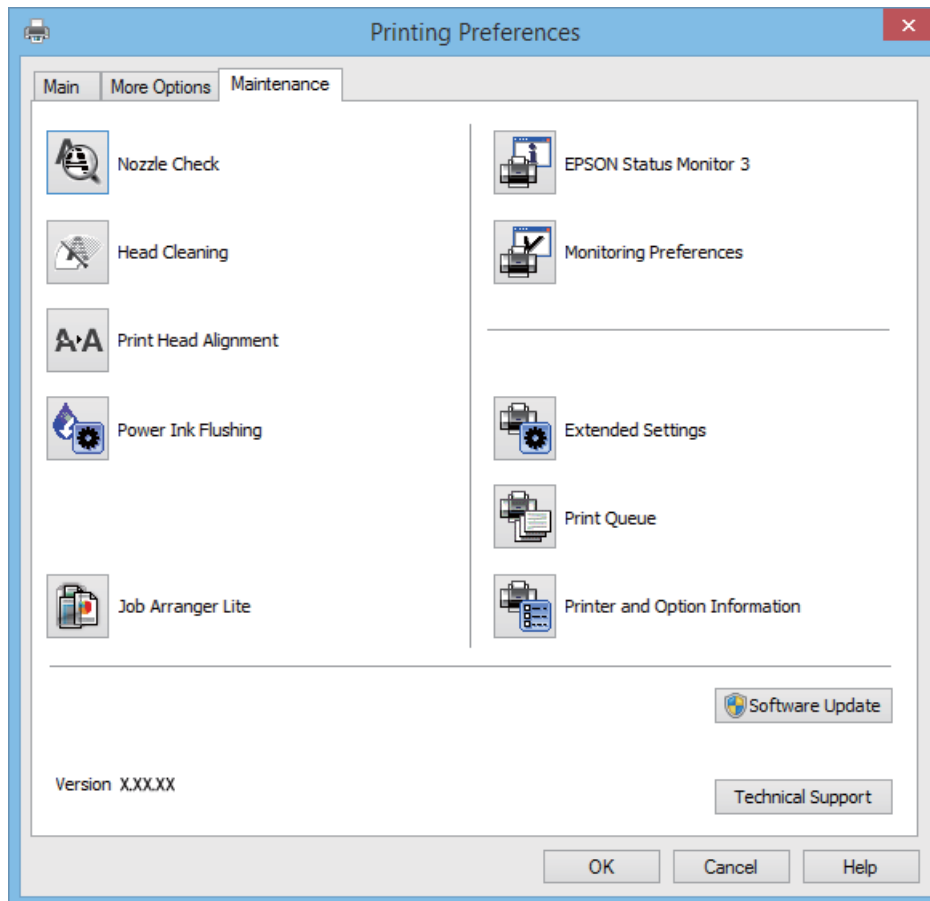 Printing Preferences
Main
More Options
Maintenance
Nozzle Check
Head Cleaning
Print Head Alignment
Power Ink Flushing
Job Arranger Lite
EPSON Status Monitor 3
Monitoring Preferences
Extended Settings
Print Queue
Printer and Option Information
Software Update
Version X.XX.XX
Technical Support
OK
Cancel
Help